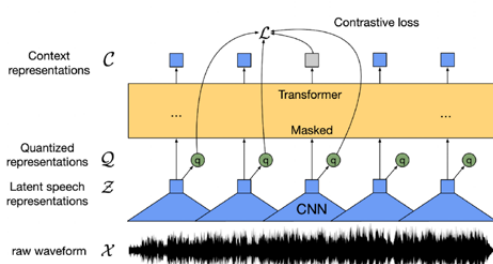 Contrastive loss
ℒ
Context
representations 𝒞
Transformer
... ...
Masked
Quantized
representations 𝒬
q q q q q
Latent speech
representations 𝒵
CNN
raw waveform 𝒳